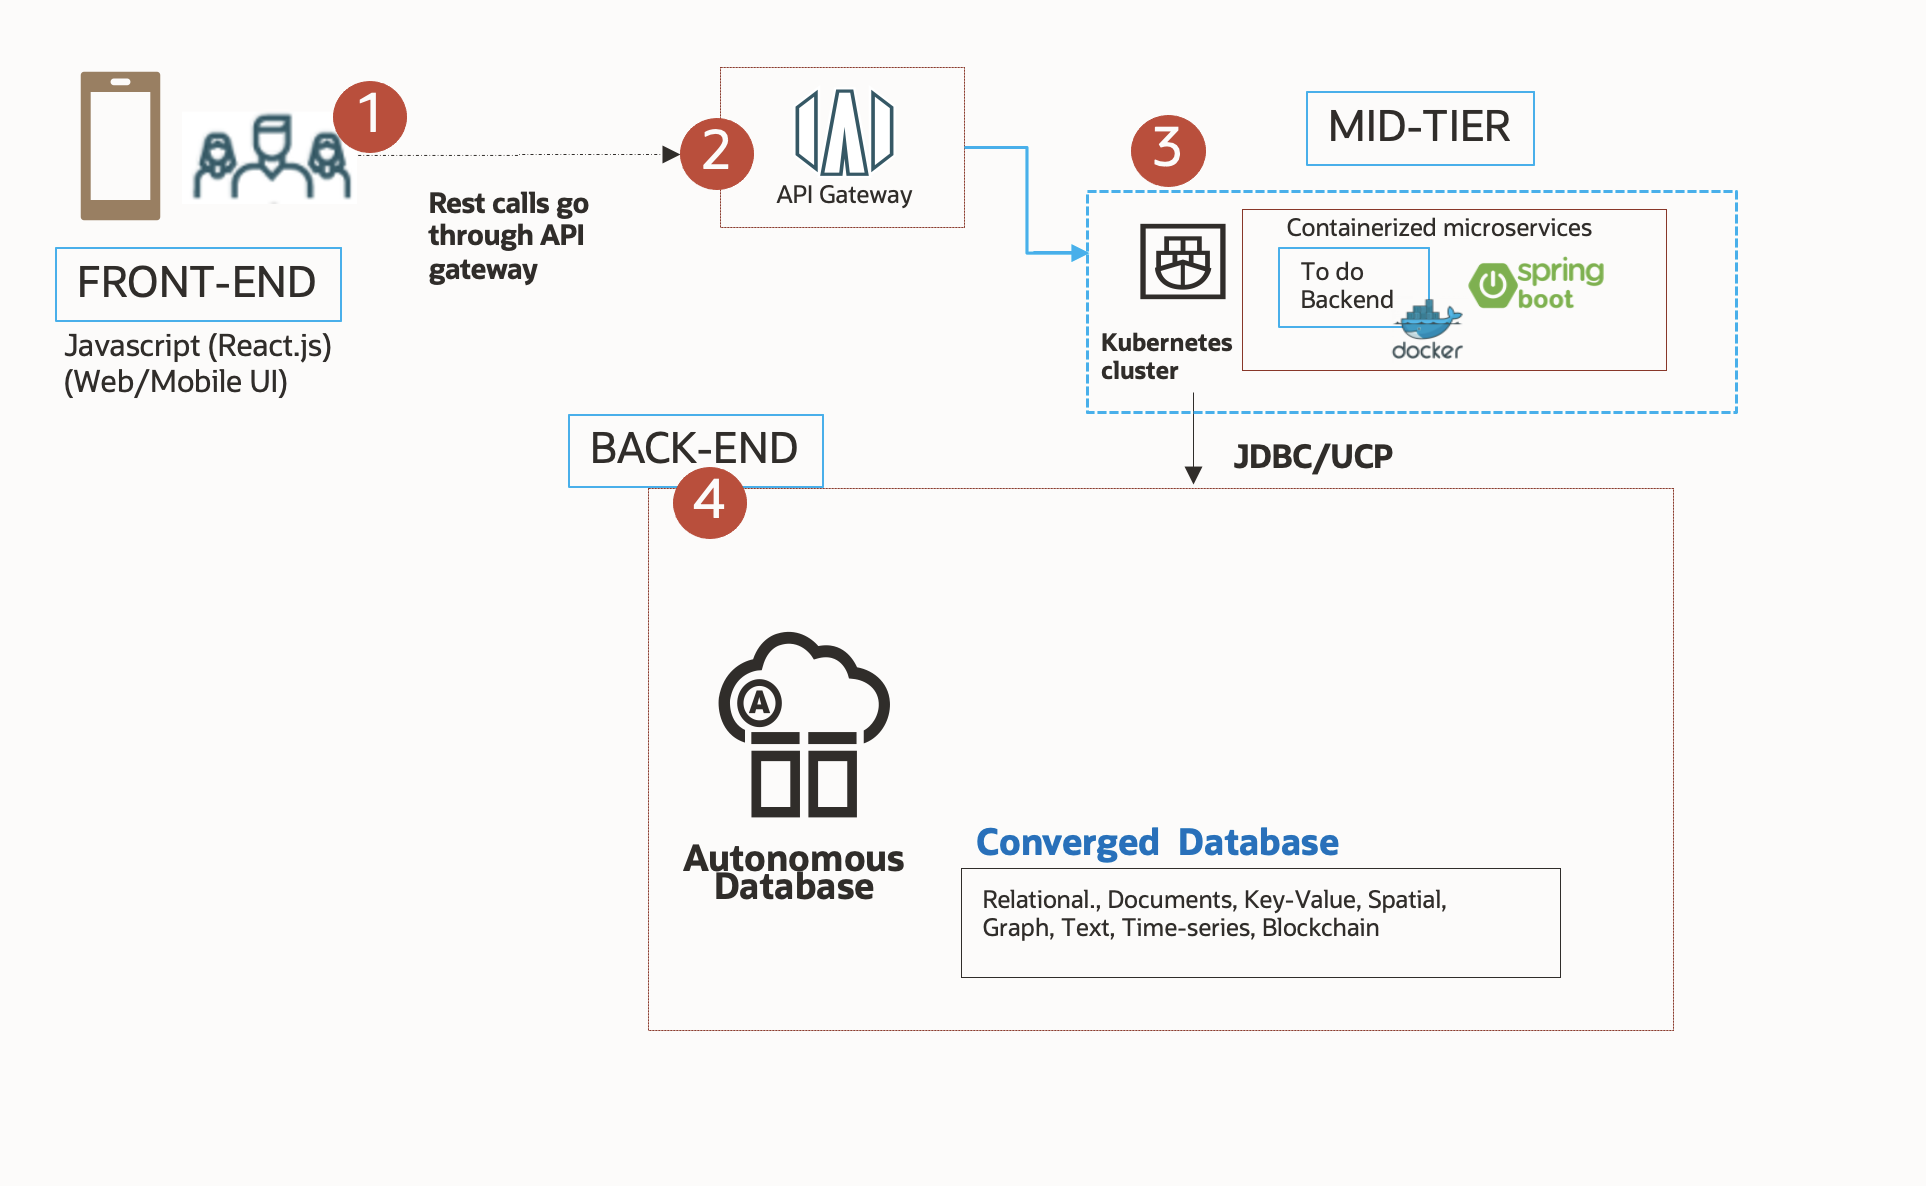 1
2
API Gateway
Rest calls go
through API
gateway
FRONT-END
Javascript (React.js)
(Web/Mobile UI)
3
MID-TIER
Containerized microservices
To do
Backend
spring
boot
docker
Kubernetes
cluster
JDBC/UCP
BACK-END
4
A
Autonomous
Database
Converged Database
Relational., Documents, Key-Value, Spatial,
Graph, Text, Time-series, Blockchain